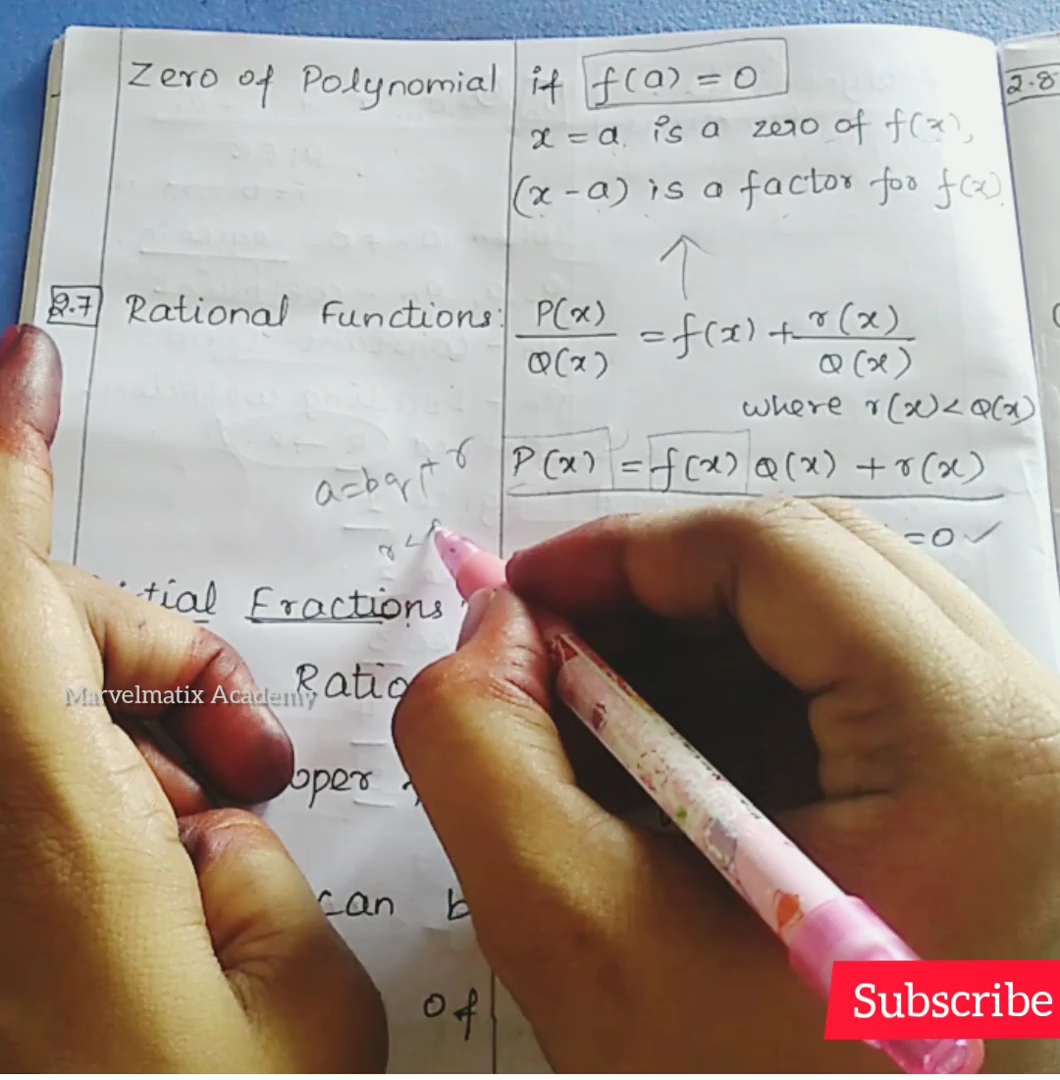 Zero of Polynomial if f(a) = 0
x = a is a zero of f(x),
(x - a) is a factor for f(x).
2.8
2.7 Rational Functions: P(x)/Q(x) = f(x) + r(x)/Q(x)
where r(x) < Q(x)
P(x) = f(x) Q(x) + r(x)
a=bq+r
= 0 ✓
r <
tial Fractions
Ratio
Marvelmatix Academy
oper
can b
of
Subscribe